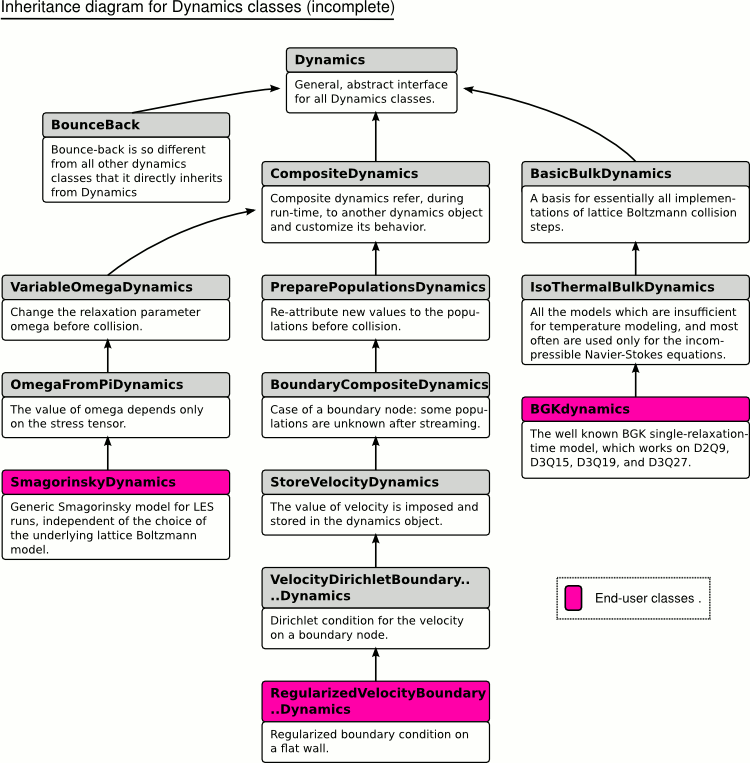 Inheritance diagram for Dynamics classes (incomplete)
Dynamics
General, abstract interface
for all Dynamics classes.
BounceBack
Bounce-back is so different
from all other dynamics
classes that it directly inherits
from Dynamics
CompositeDynamics
Composite dynamics refer, during
run-time, to another dynamics object
and customize its behavior.
BasicBulkDynamics
A basis for essentially all implemen-
tations of lattice Boltzmann collision
steps.
VariableOmegaDynamics
Change the relaxation parameter
omega before collision.
PreparePopulationsDynamics
Re-attribute new values to the popu-
lations before collision.
IsoThermalBulkDynamics
All the models which are insufficient
for temperature modeling, and most
often are used only for the incom-
pressible Navier-Stokes equations.
OmegaFromPiDynamics
The value of omega depends only
on the stress tensor.
BoundaryCompositeDynamics
Case of a boundary node: some popu-
lations are unknown after streaming.
BGKdynamics
The well known BGK single-relaxation-
time model, which works on D2Q9,
D3Q15, D3Q19, and D3Q27.
SmagorinskyDynamics
Generic Smagorinsky model for LES
runs, independent of the choice of
the underlying lattice Boltzmann
model.
StoreVelocityDynamics
The value of velocity is imposed and
stored in the dynamics object.
VelocityDirichletBoundary..
..Dynamics
Dirichlet condition for the velocity
on a boundary node.
End-user classes .
RegularizedVelocityBoundary
..Dynamics
Regularized boundary condition on
a flat wall.